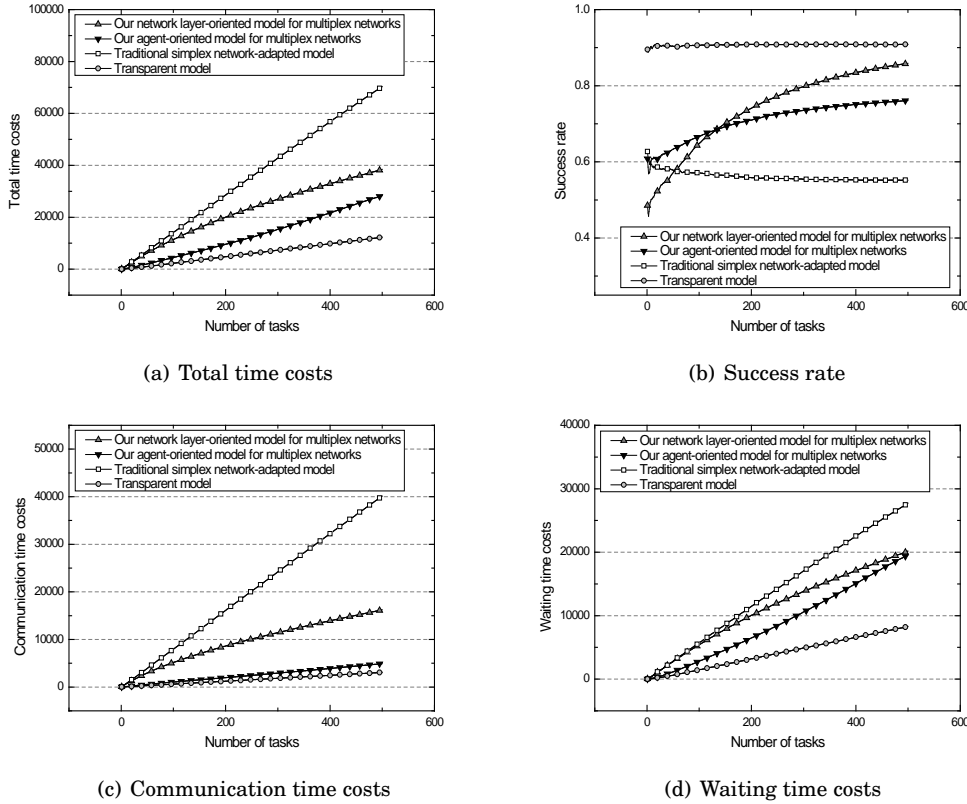 100000
80000
60000
40000
20000
0
0
200
400
600
Total time costs
Number of tasks
Our network layer-oriented model for multiplex networks
Our agent-oriented model for multiplex networks
Traditional simplex network-adapted model
Transparent model
(a) Total time costs
1.0
0.8
0.6
0.4
0
200
400
600
Success rate
Number of tasks
Our network layer-oriented model for multiplex networks
Our agent-oriented model for multiplex networks
Traditional simplex network-adapted model
Transparent model
(b) Success rate
50000
40000
30000
20000
10000
0
0
200
400
600
Communication time costs
Number of tasks
Our network layer-oriented model for multiplex networks
Our agent-oriented model for multiplex networks
Traditional simplex network-adapted model
Transparent model
(c) Communication time costs
40000
30000
20000
10000
0
0
200
400
600
Waiting time costs
Number of tasks
Our network layer-oriented model for multiplex networks
Our agent-oriented model for multiplex networks
Traditional simplex network-adapted model
Transparent model
(d) Waiting time costs